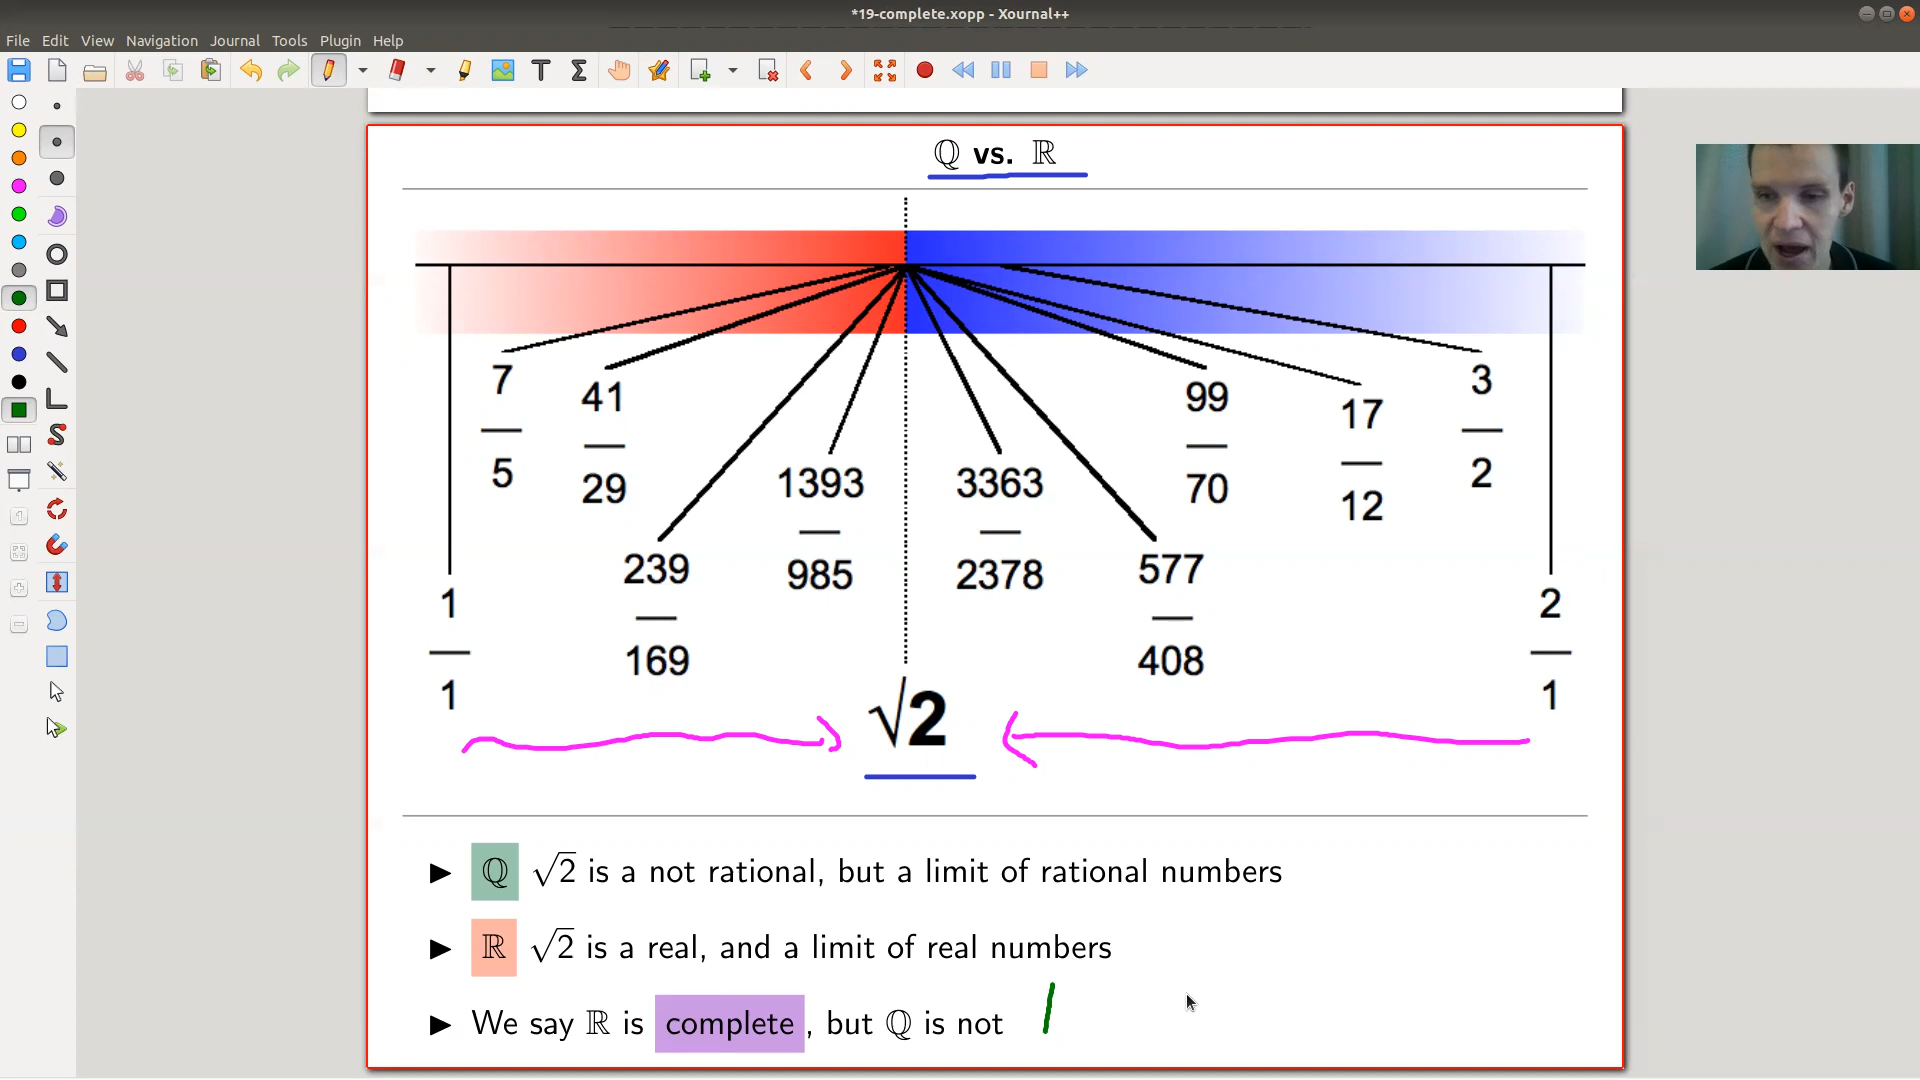 *19-complete.xopp - Xournal++
File Edit View Navigation Journal Tools Plugin Help
ℚ vs. ℝ
7/5 41/29 99/70 17/12 3/2
1393/985 3363/2378
239/169 577/408
1/1 2/1
√2
▶ ℚ √2 is a not rational, but a limit of rational numbers
▶ ℝ √2 is a real, and a limit of real numbers
▶ We say ℝ is complete , but ℚ is not